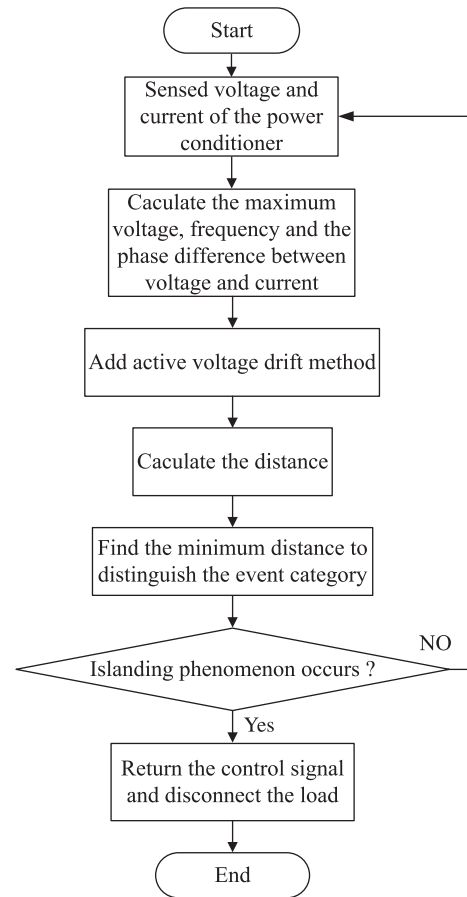 Start
Sensed voltage and
current of the power
conditioner
Caculate the maximum
voltage, frequency and the
phase difference between
voltage and current
Add active voltage drift method
Caculate the distance
Find the minimum distance to
distinguish the event category
NO
Islanding phenomenon occurs ?
Yes
Return the control signal
and disconnect the load
End